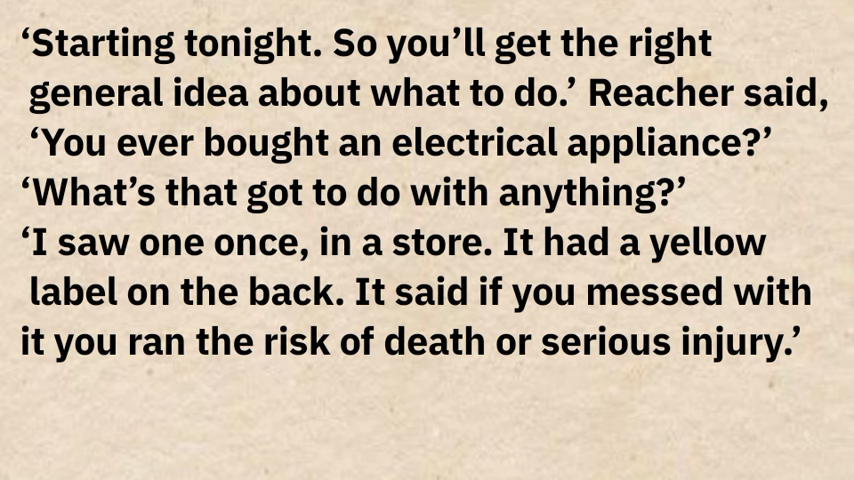 ‘Starting tonight. So you’ll get the right
general idea about what to do.’ Reacher said,
‘You ever bought an electrical appliance?’
‘What’s that got to do with anything?’
‘I saw one once, in a store. It had a yellow
label on the back. It said if you messed with
it you ran the risk of death or serious injury.’